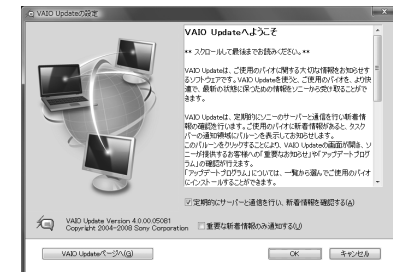 VAIO Updateの設定
VAIO Updateへようこそ
** スクロールして最後までお読みください。 **
VAIO Updateは、ご使用のバイオに関する大切な情報をお知らせす
るソフトウェアです。VAIO Updateを使うと、ご使用のバイオを、より快
適で、最新の状態に保つための情報をソニーから受け取ることがで
きます。
VAIO Updateは、定期的にソニーのサーバーと通信を行い新着情
報の確認を行います。ご使用のバイオに新着情報があると、タスク
バーの通知領域にバルーンを表示してお知らせします。
このバルーンをクリックすることにより、VAIO Updateの画面が開き、ソ
ニーが提供するお客様への「重要なお知らせ」や「アップデートプログ
ラム」の確認が行えます。
「アップデートプログラム」については、一覧から選んでご使用のバイオ
にインストールすることができます。
定期的にサーバーと通信を行い、新着情報を確認する(A)
VAIO Update Version 4.0.00.05081
Copyright 2004-2008 Sony Corporation
重要な新着情報のみ通知する(U)
VAIO Updateページへ(G)
OK
キャンセル